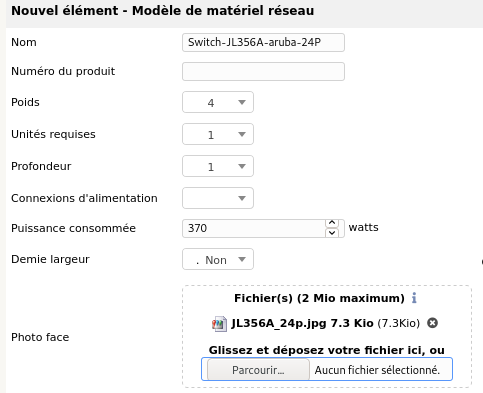 Nouvel élément - Modèle de matériel réseau
Nom Switch-JL356A-aruba-24P
Numéro du produit
Poids 4
Unités requises 1
Profondeur 1
Connexions d'alimentation
Puissance consommée 370 watts
Demie largeur . Non
Fichier(s) (2 Mio maximum) i
JL356A_24p.jpg 7.3 Kio (7.3Kio)
Photo face
Glissez et déposez votre fichier ici, ou
Parcourir... Aucun fichier sélectionné.